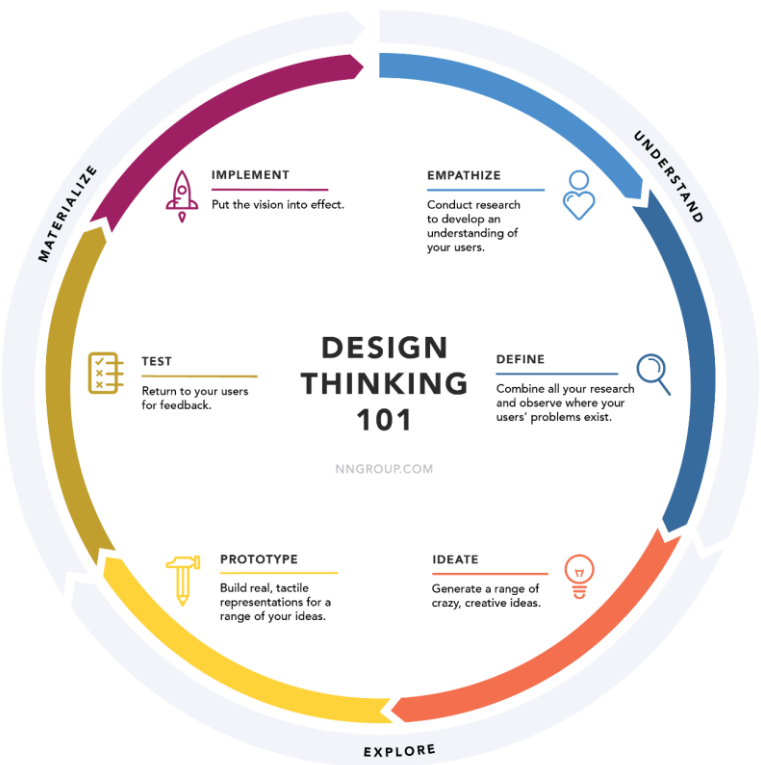 DESIGN
THINKING
101
NNGROUP.COM
UNDERSTAND
EMPATHIZE
Conduct research
to develop an
understanding of
your users.
DEFINE
Combine all your research
and observe where your
users' problems exist.
EXPLORE
IDEATE
Generate a range of
crazy, creative ideas.
PROTOTYPE
Build real, tactile
representations for a
range of your ideas.
MATERIALIZE
TEST
Return to your users
for feedback.
IMPLEMENT
Put the vision into effect.